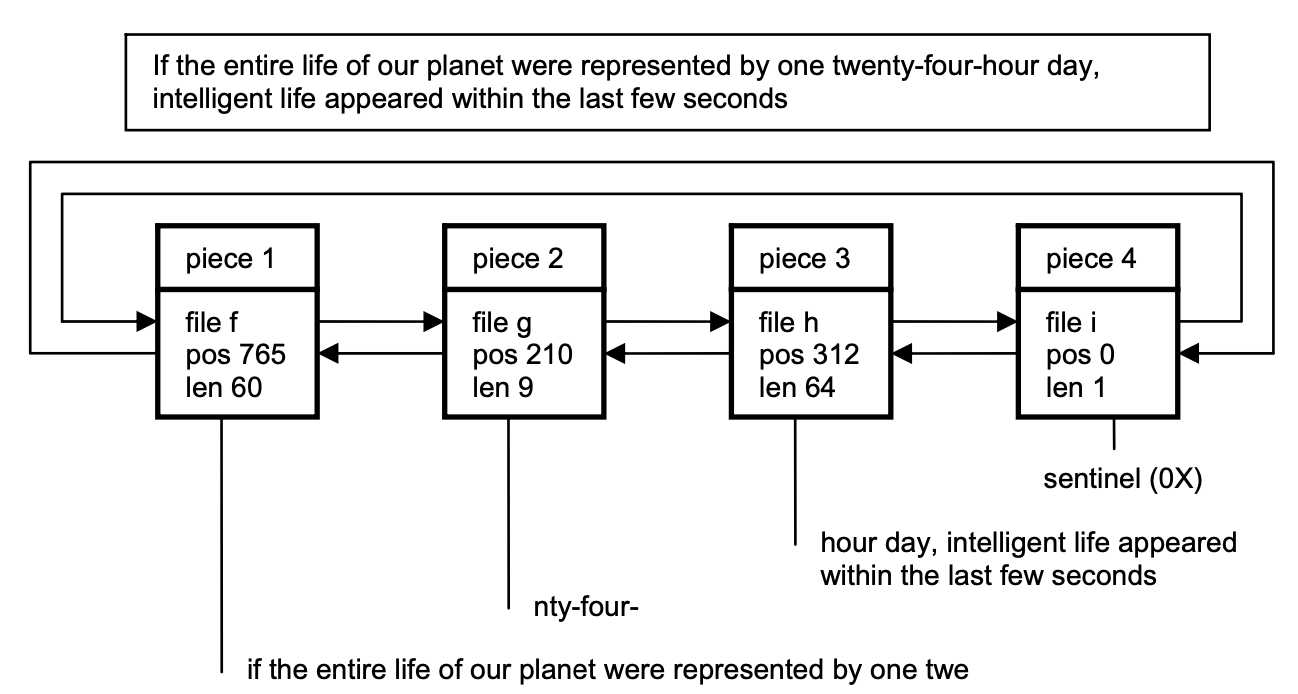 If the entire life of our planet were represented by one twenty-four-hour day,
intelligent life appeared within the last few seconds
piece 1
file f
pos 765
len 60
piece 2
file g
pos 210
len 9
piece 3
file h
pos 312
len 64
piece 4
file i
pos 0
len 1
sentinel (0X)
hour day, intelligent life appeared
within the last few seconds
nty-four-
if the entire life of our planet were represented by one twe